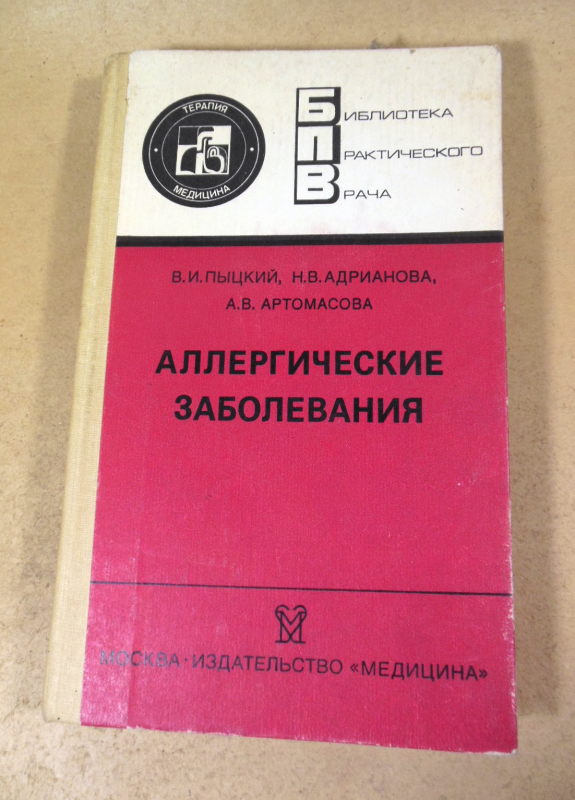 ТЕРАПИЯ
МЕДИЦИНА
БИБЛИОТЕКА
ПРАКТИЧЕСКОГО
ВРАЧА
В.И.ПЫЦКИЙ, Н.В.АДРИАНОВА,
А.В. АРТОМАСОВА
АЛЛЕРГИЧЕСКИЕ
ЗАБОЛЕВАНИЯ
МОСКВА · ИЗДАТЕЛЬСТВО «МЕДИЦИНА»